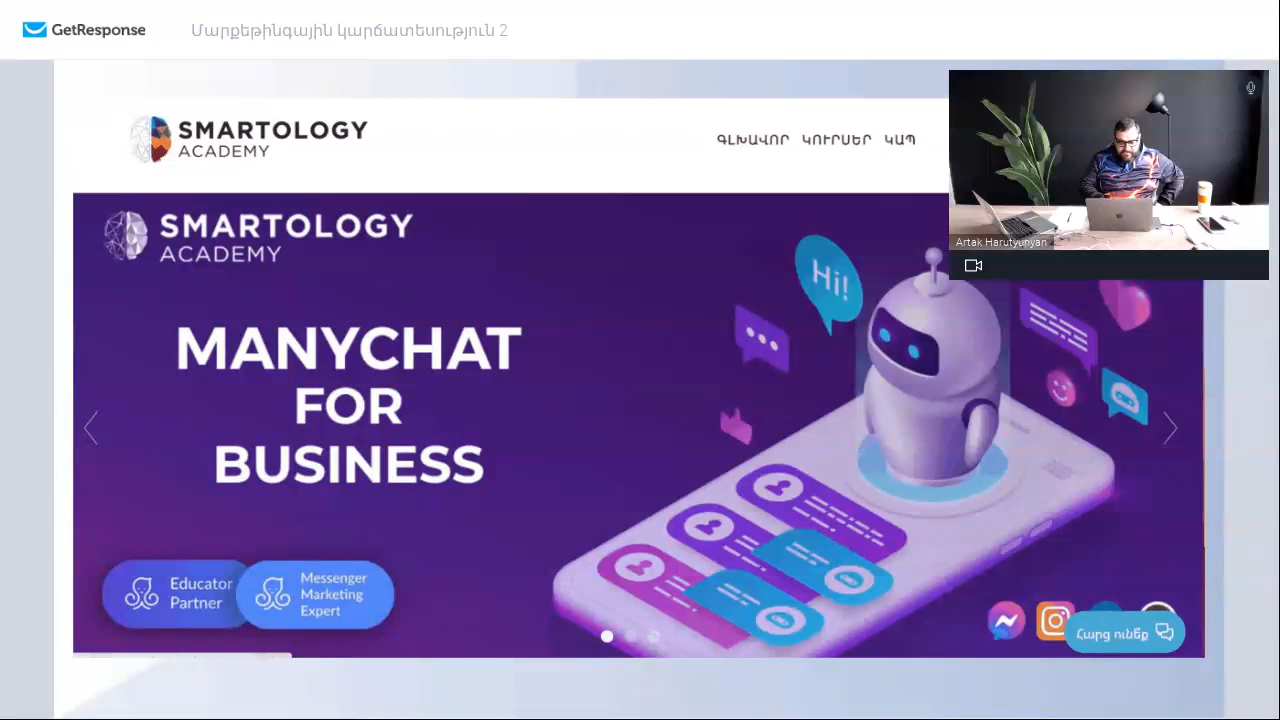 GetResponse
Մարքեթինգային կարճատեսություն 2
SMARTOLOGY
ACADEMY
ԳԼԽԱՎՈՐ ԿՈՒՐՍԵՐ ԿԱՊ
Artak Harutyunyan
SMARTOLOGY
ACADEMY
Hi!
MANYCHAT
FOR
BUSINESS
Educator
Partner
Messenger
Marketing
Expert
Հարց ունեք